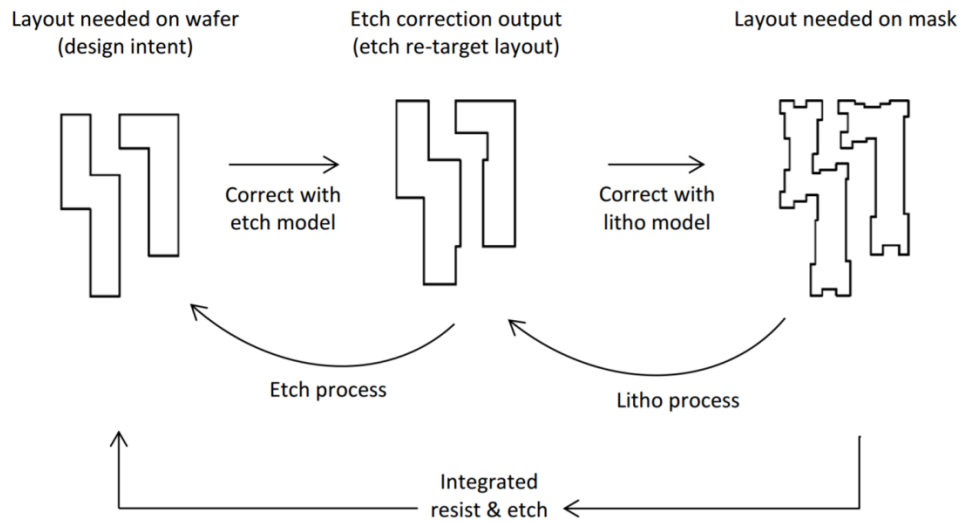 Layout needed on wafer
(design intent)
Etch correction output
(etch re-target layout)
Layout needed on mask
Correct with
etch model
Correct with
litho model
Etch process
Litho process
Integrated
resist & etch